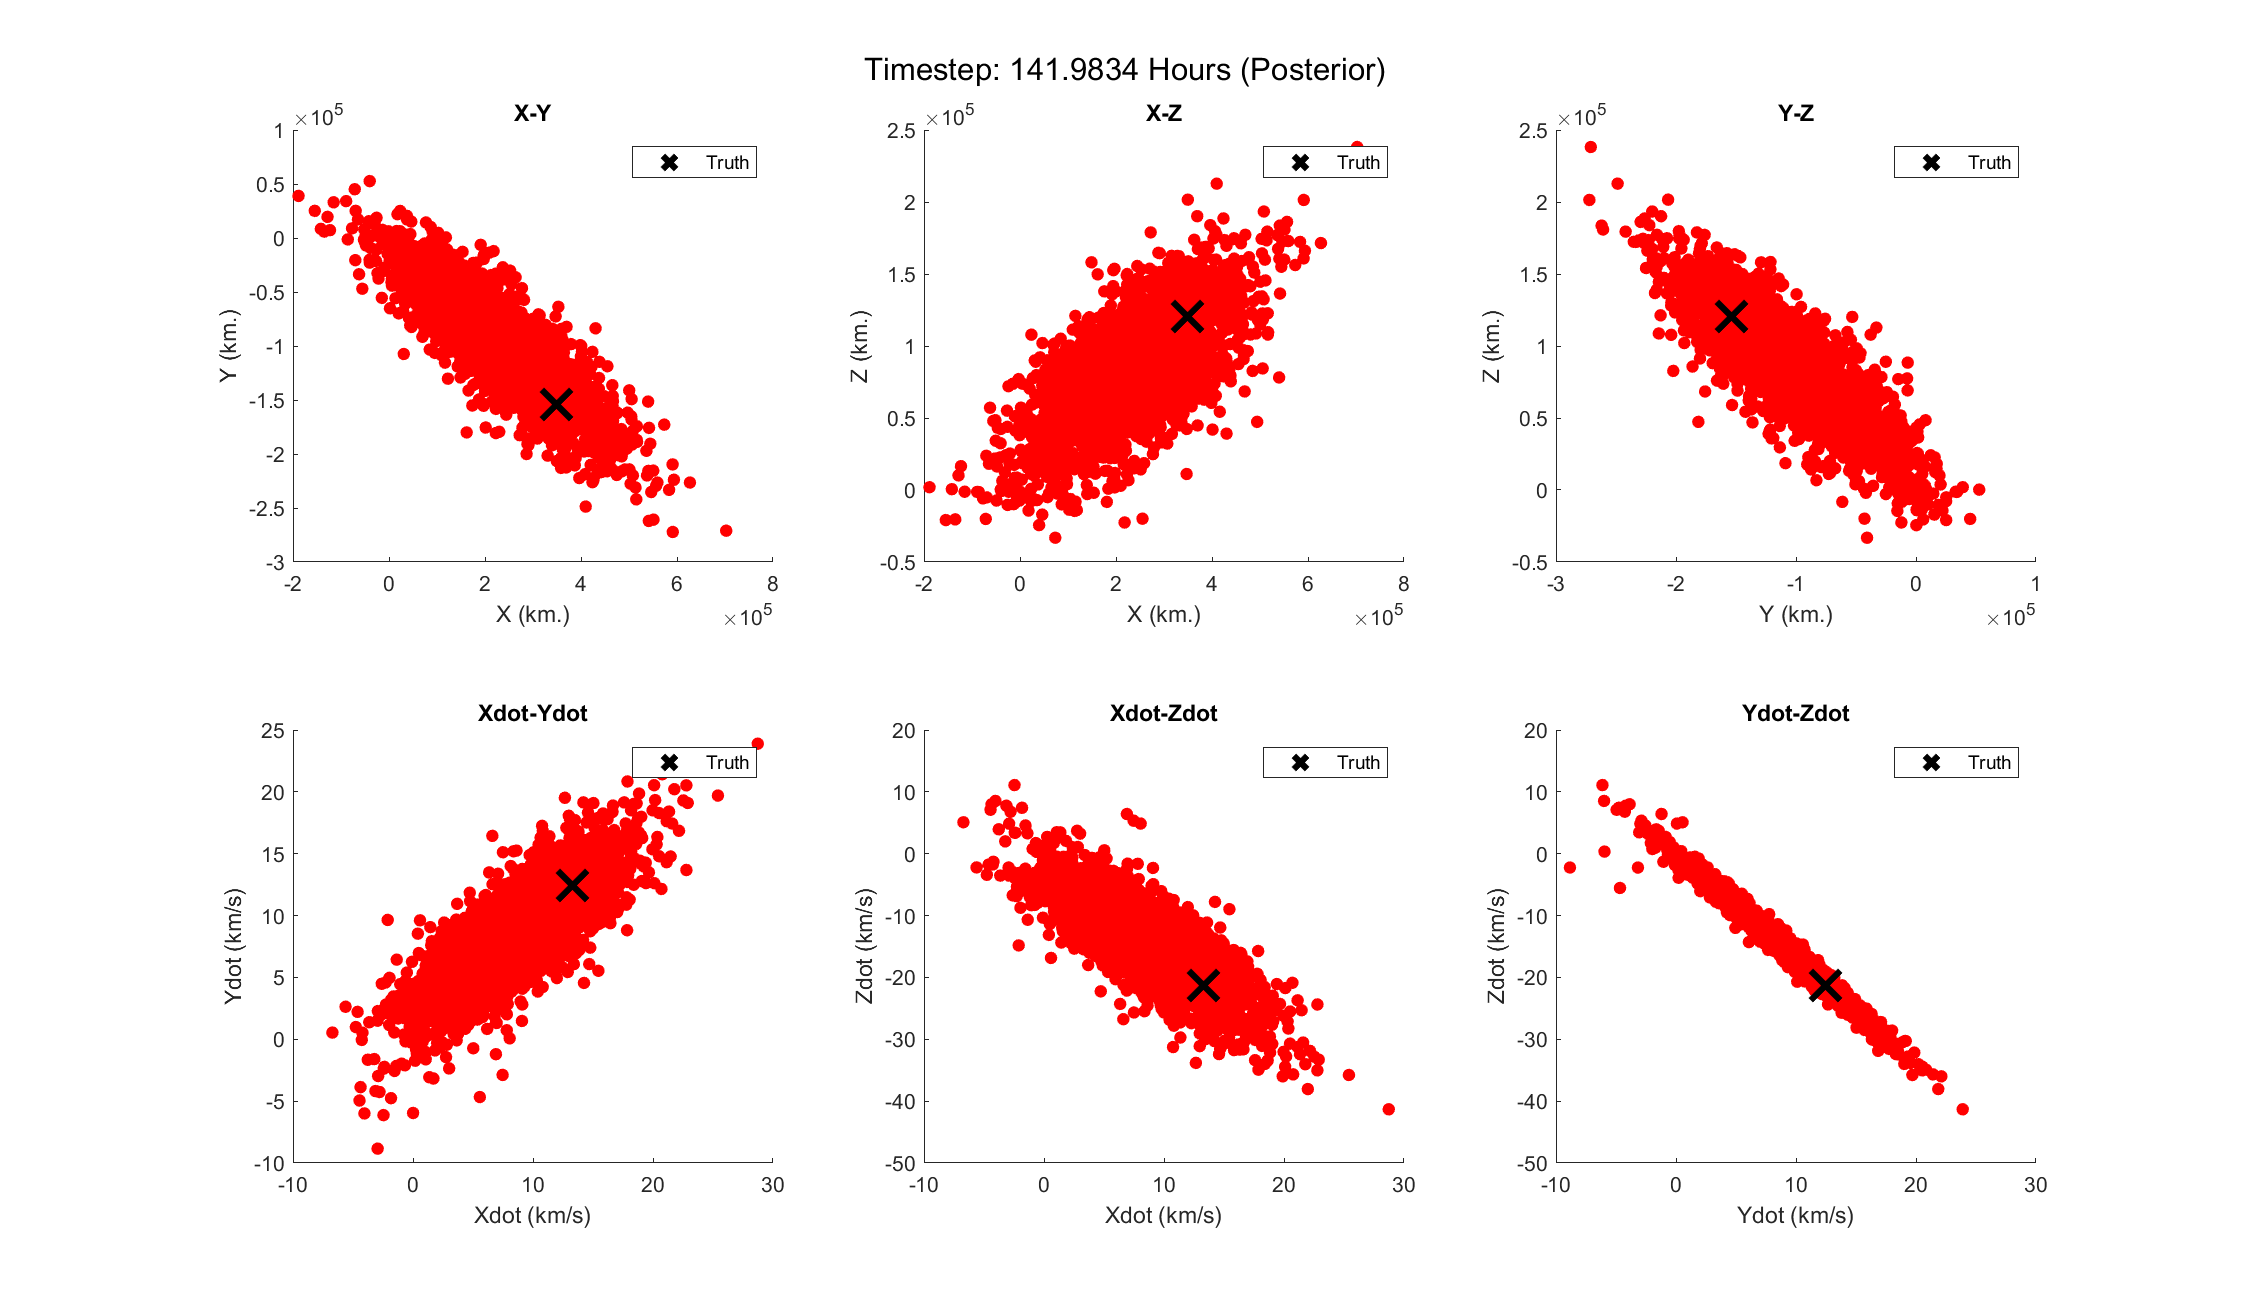 Timestep: 141.9834 Hours (Posterior)
X-Y
×10^5
1
0.5
0
-0.5
-1
-1.5
-2
-2.5
-3
Y (km.)
Truth
-2 0 2 4 6 8
X (km.)
×10^5
X-Z
×10^5
2.5
2
1.5
1
0.5
0
-0.5
Z (km.)
Truth
-2 0 2 4 6 8
X (km.)
×10^5
Y-Z
×10^5
2.5
2
1.5
1
0.5
0
-0.5
Z (km.)
Truth
-3 -2 -1 0 1
Y (km.)
×10^5
Xdot-Ydot
25
20
15
10
5
0
-5
-10
Ydot (km/s)
Truth
-10 0 10 20 30
Xdot (km/s)
Xdot-Zdot
20
10
0
-10
-20
-30
-40
-50
Zdot (km/s)
Truth
-10 0 10 20 30
Xdot (km/s)
Ydot-Zdot
20
10
0
-10
-20
-30
-40
-50
Zdot (km/s)
Truth
-10 0 10 20 30
Ydot (km/s)